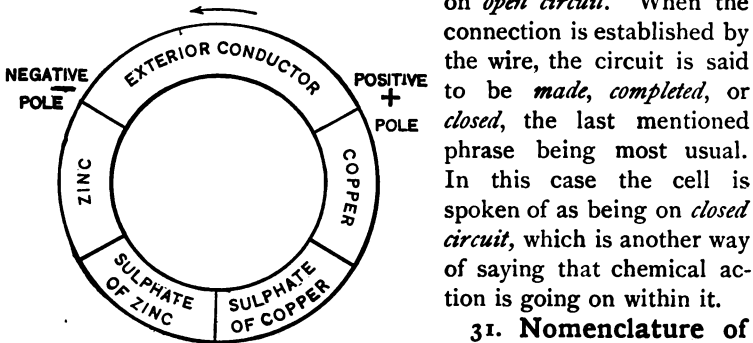 EXTERIOR CONDUCTOR
NEGATIVE
−
POLE
POSITIVE
+
POLE
ZINC
COPPER
SULPHATE
OF ZINC
SULPHATE
OF COPPER
on open circuit. When the
connection is established by
the wire, the circuit is said
to be made, completed, or
closed, the last mentioned
phrase being most usual.
In this case the cell is
spoken of as being on closed
circuit, which is another way
of saying that chemical ac-
tion is going on within it.
31. Nomenclature of